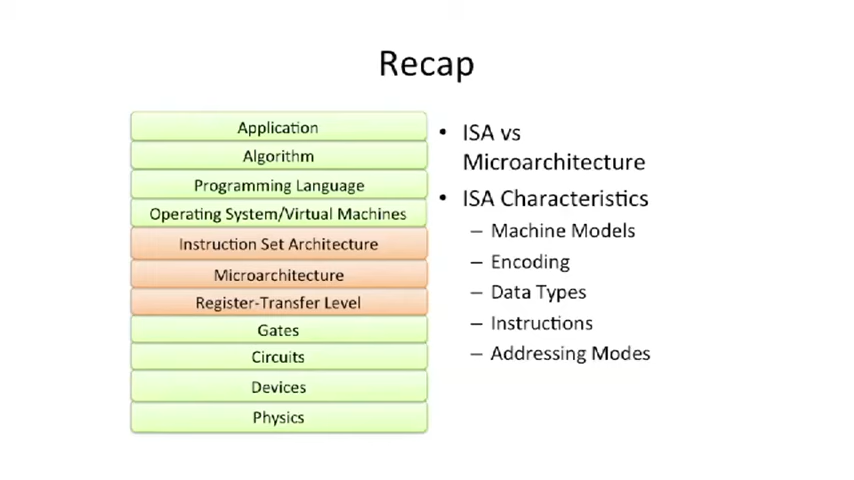 Recap
Application
Algorithm
Programming Language
Operating System/Virtual Machines
Instruction Set Architecture
Microarchitecture
Register-Transfer Level
Gates
Circuits
Devices
Physics
• ISA vs
Microarchitecture
• ISA Characteristics
– Machine Models
– Encoding
– Data Types
– Instructions
– Addressing Modes